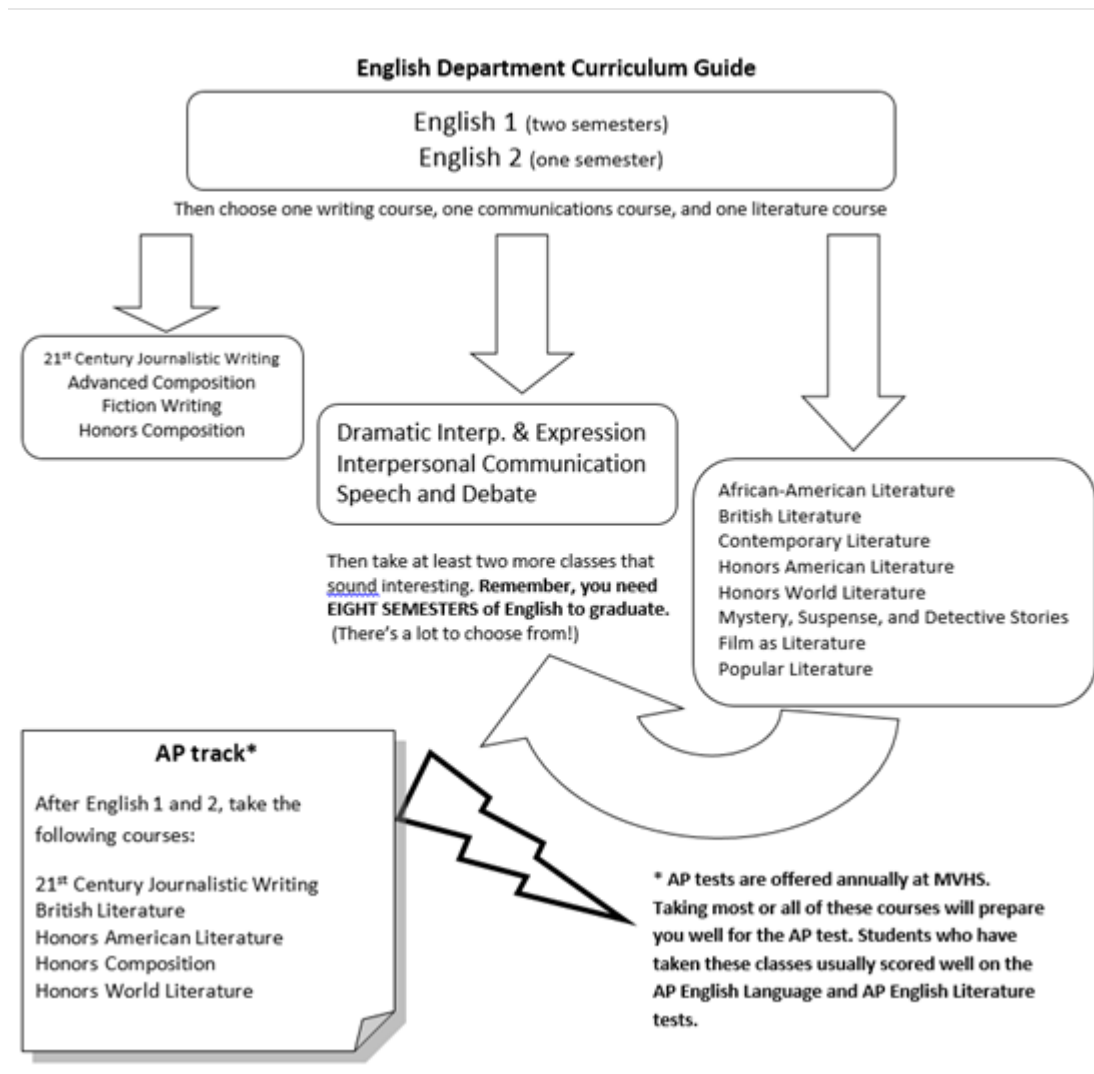 English Department Curriculum Guide
English 1 (two semesters)
English 2 (one semester)
Then choose one writing course, one communications course, and one literature course
21st Century Journalistic Writing
Advanced Composition
Fiction Writing
Honors Composition
Dramatic Interp. & Expression
Interpersonal Communication
Speech and Debate
African-American Literature
British Literature
Contemporary Literature
Honors American Literature
Honors World Literature
Mystery, Suspense, and Detective Stories
Film as Literature
Popular Literature
Then take at least two more classes that
sound interesting. Remember, you need
EIGHT SEMESTERS of English to graduate.
(There's a lot to choose from!)
AP track*
After English 1 and 2, take the
following courses:
21st Century Journalistic Writing
British Literature
Honors American Literature
Honors Composition
Honors World Literature
* AP tests are offered annually at MVHS.
Taking most or all of these courses will prepare
you well for the AP test. Students who have
taken these classes usually scored well on the
AP English Language and AP English Literature
tests.